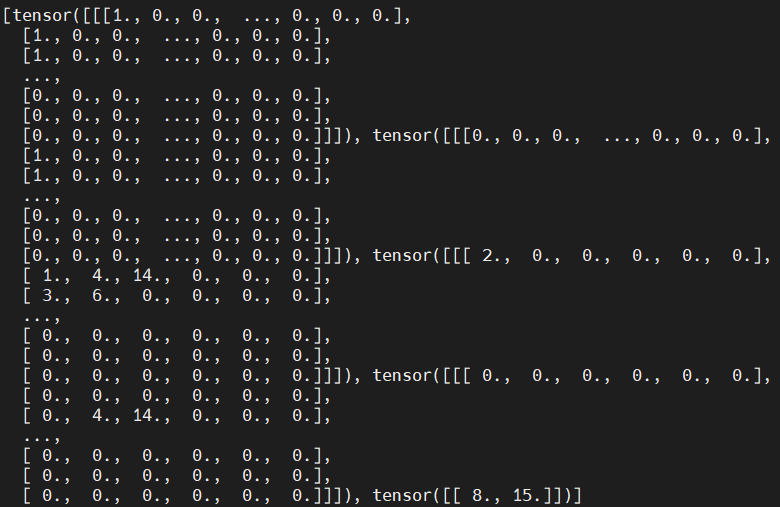 [tensor([[[1., 0., 0.,  ..., 0., 0., 0.],
  [1., 0., 0.,  ..., 0., 0., 0.],
  [1., 0., 0.,  ..., 0., 0., 0.],
  ...,
  [0., 0., 0.,  ..., 0., 0., 0.],
  [0., 0., 0.,  ..., 0., 0., 0.],
  [0., 0., 0.,  ..., 0., 0., 0.]]]), tensor([[[0., 0., 0.,  ..., 0., 0., 0.],
  [1., 0., 0.,  ..., 0., 0., 0.],
  [1., 0., 0.,  ..., 0., 0., 0.],
  ...,
  [0., 0., 0.,  ..., 0., 0., 0.],
  [0., 0., 0.,  ..., 0., 0., 0.],
  [0., 0., 0.,  ..., 0., 0., 0.]]]), tensor([[[ 2.,  0.,  0.,  0.,  0.,  0.],
  [ 1.,  4., 14.,  0.,  0.,  0.],
  [ 3.,  6.,  0.,  0.,  0.,  0.],
  ...,
  [ 0.,  0.,  0.,  0.,  0.,  0.],
  [ 0.,  0.,  0.,  0.,  0.,  0.],
  [ 0.,  0.,  0.,  0.,  0.,  0.]]]), tensor([[[ 0.,  0.,  0.,  0.,  0.,  0.],
  [ 0.,  0.,  0.,  0.,  0.,  0.],
  [ 0.,  4., 14.,  0.,  0.,  0.],
  ...,
  [ 0.,  0.,  0.,  0.,  0.,  0.],
  [ 0.,  0.,  0.,  0.,  0.,  0.],
  [ 0.,  0.,  0.,  0.,  0.,  0.]]]), tensor([[ 8., 15.]])]